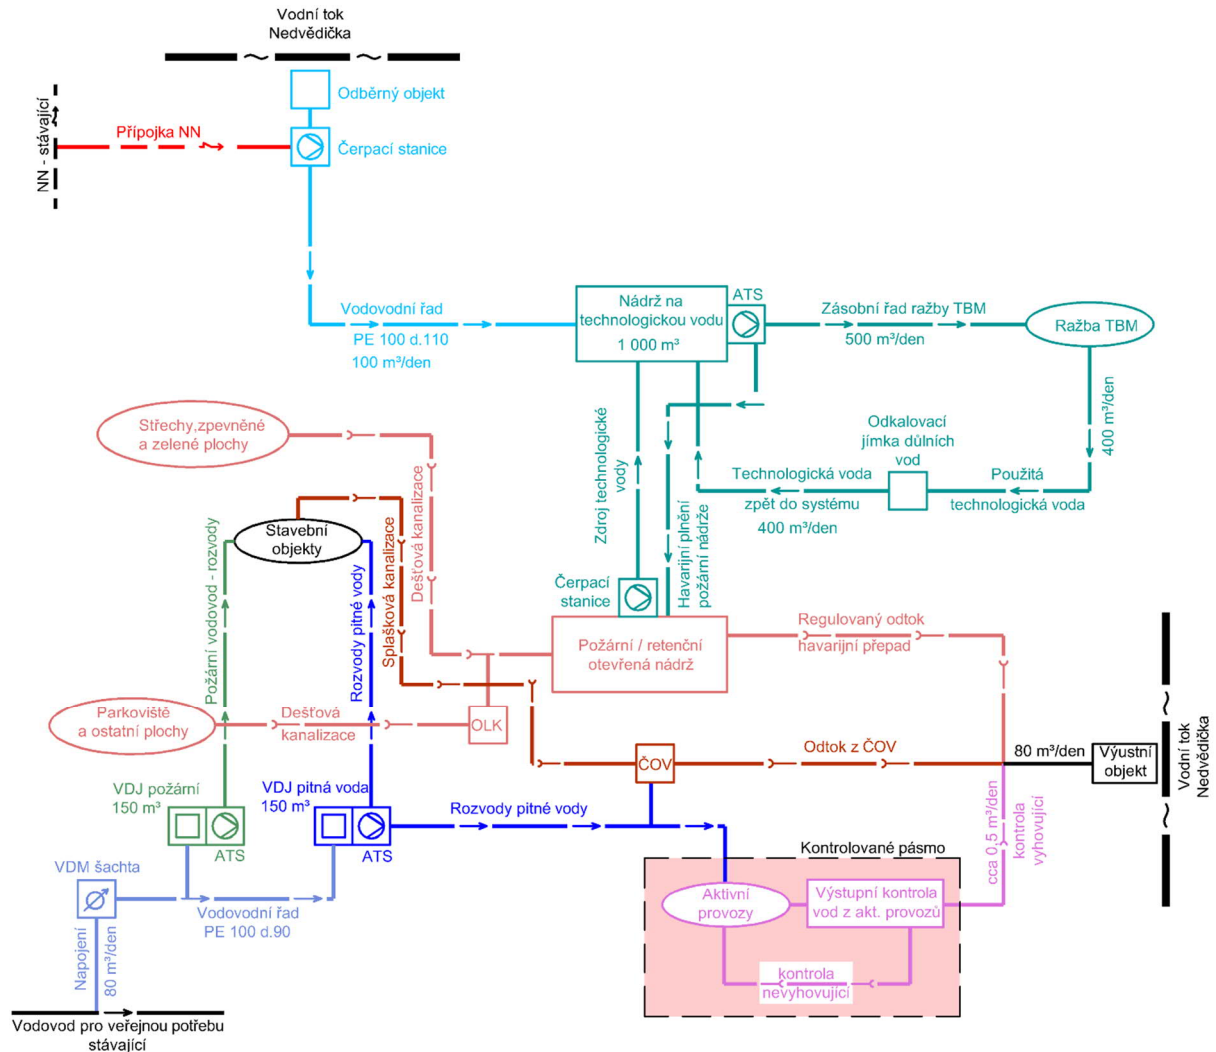 Vodní tok
Nedvědička
Odběrný objekt
NN - stávající
Přípojka NN
Čerpací stanice
Vodovodní řad
PE 100 d.110
100 m³/den
Nádrž na
technologickou vodu
1 000 m³
ATS
Zásobní řad ražby TBM
500 m³/den
Ražba TBM
400 m³/den
Střechy,zpevněné
a zelené plochy
Dešťová kanalizace
Zdroj technologické
vody
Havarijní plnění
požární nádrže
Technologická voda
zpět do systému
400 m³/den
Odkalovací
jímka důlních
vod
Použitá
technologická voda
Stavební
objekty
Požární vodovod - rozvody
Rozvody pitné vody
Splašková kanalizace
Čerpací
stanice
Požární / retenční
otevřená nádrž
Regulovaný odtok
havarijní přepad
Parkoviště
a ostatní plochy
Dešťová
kanalizace
OLK
ČOV
Odtok z ČOV
80 m³/den
Výustní
objekt
Vodní tok
Nedvědička
VDJ požární
150 m³
ATS
VDJ pitná voda
150 m³
ATS
Rozvody pitné vody
cca 0,5 m³/den
kontrola
vyhovující
Kontrolované pásmo
VDM šachta
Vodovodní řad
PE 100 d.90
Aktivní
provozy
Výstupní kontrola
vod z akt. provozů
kontrola
nevyhovující
Napojení
80 m³/den
Vodovod pro veřejnou potřebu
stávající